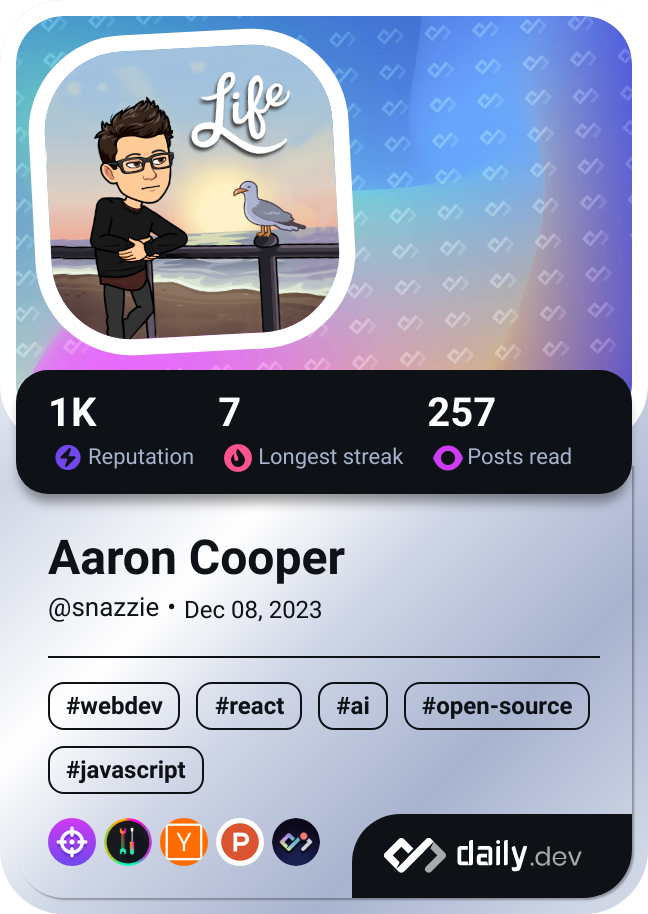 Life
1K 7 257
Reputation Longest streak Posts read
Aaron Cooper
@snazzie • Dec 08, 2023
#webdev #react #ai #open-source
#javascript
Y P
daily.dev